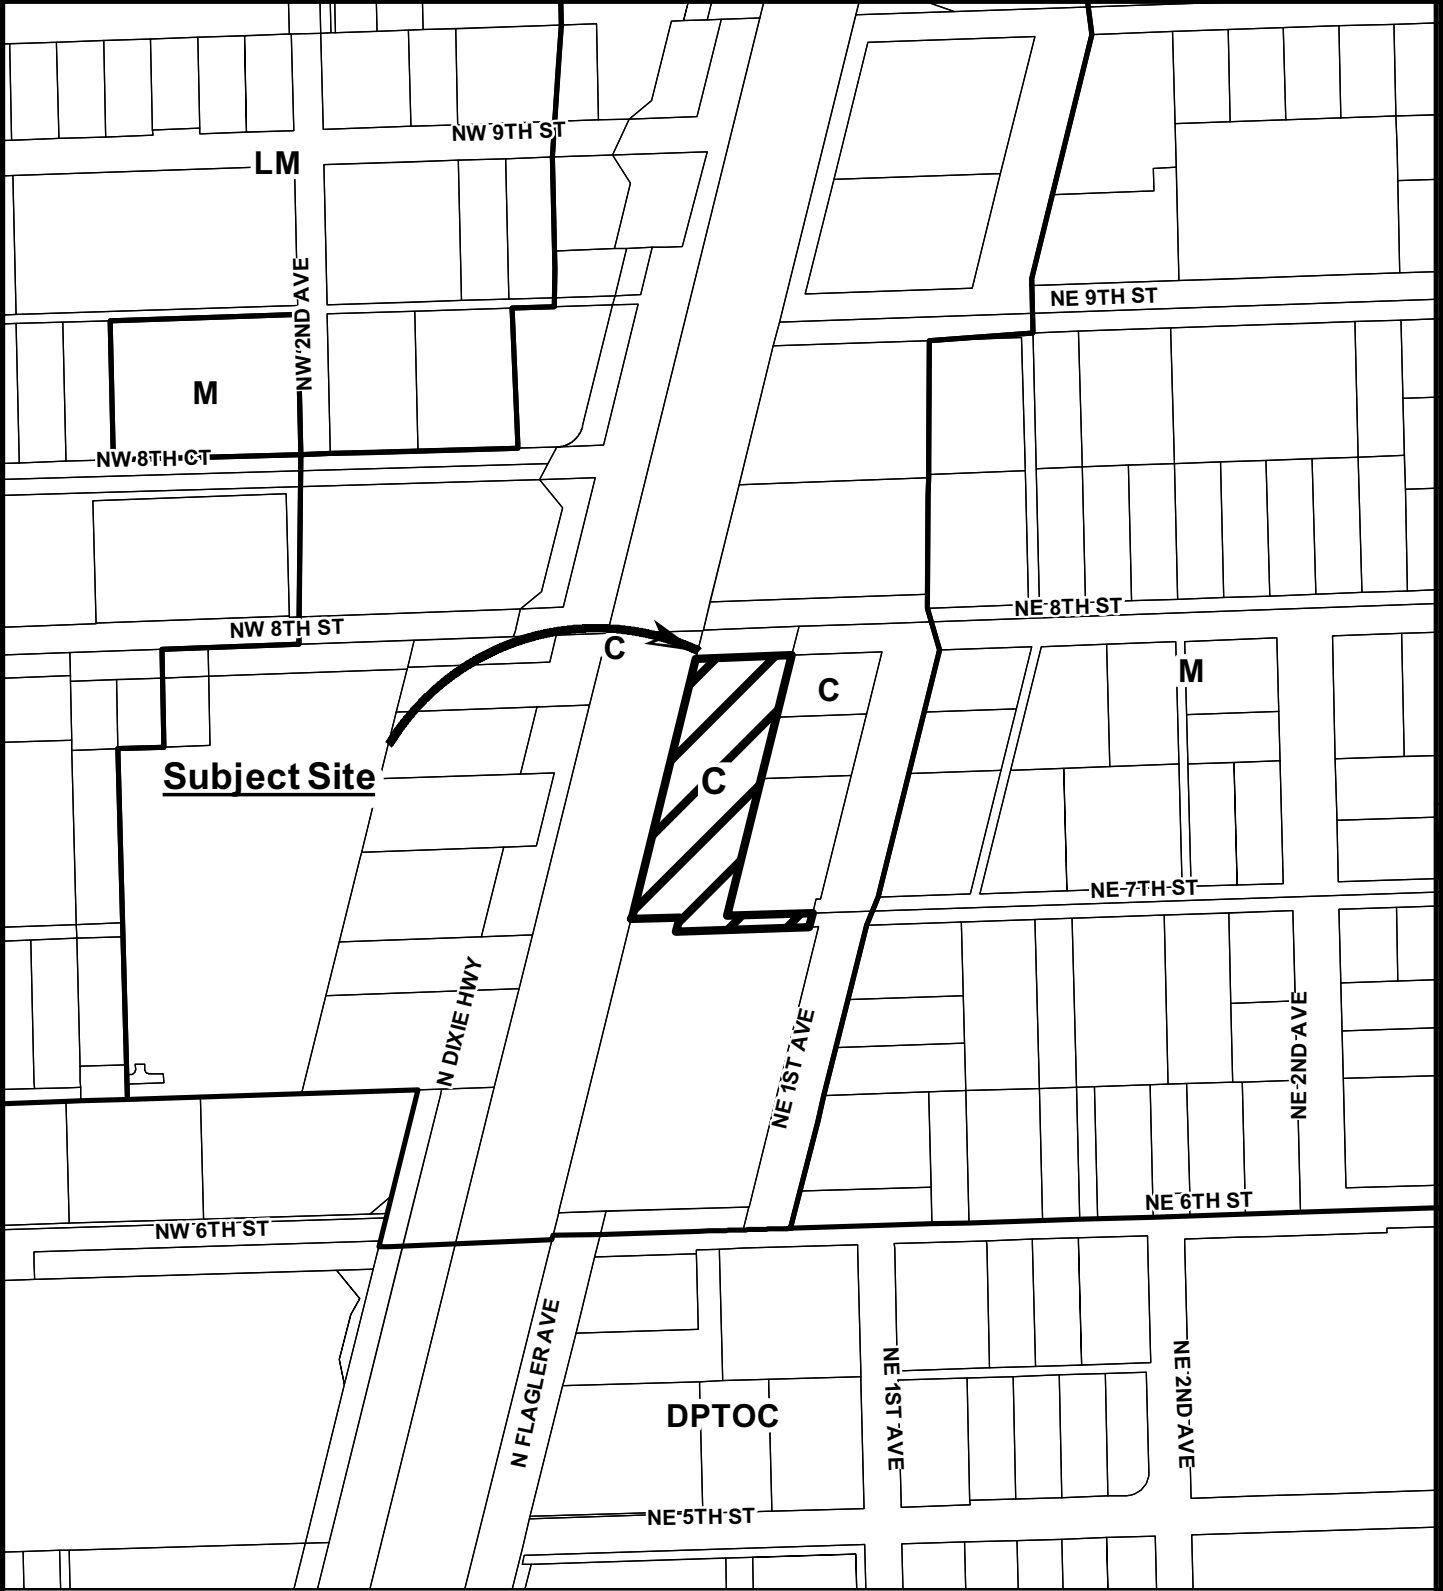 NW 9TH ST
LM
NW 2ND AVE
NE 9TH ST
M
NW 8TH CT
NE 8TH ST
NW 8TH ST
C
M
C
Subject Site
C
NE 7TH ST
N DIXIE HWY
NE 1ST AVE
NE 2ND AVE
NE 6TH ST
NW 6TH ST
N FLAGLER AVE
NE 1ST AVE
NE 2ND AVE
DPTOC
NE 5TH ST